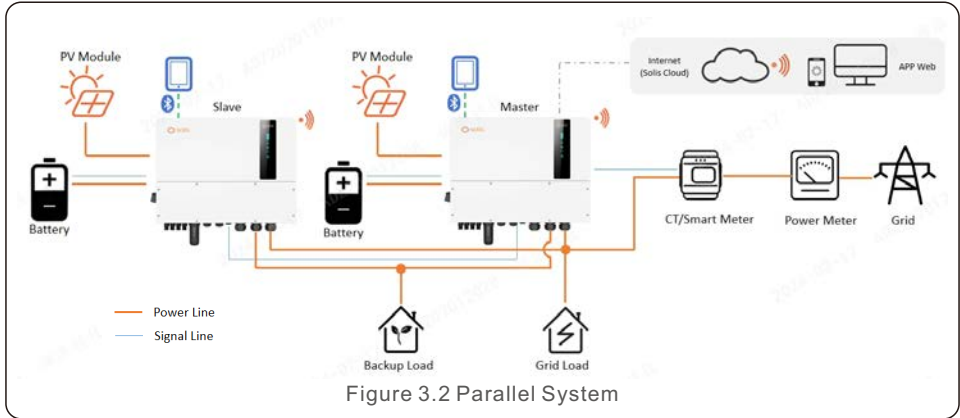 PV Module
Slave
Battery
PV Module
Master
Battery
Internet
(Solis Cloud)
APP Web
CT/Smart Meter
Power Meter
Grid
Power Line
Signal Line
Backup Load
Grid Load
Figure 3.2 Parallel System